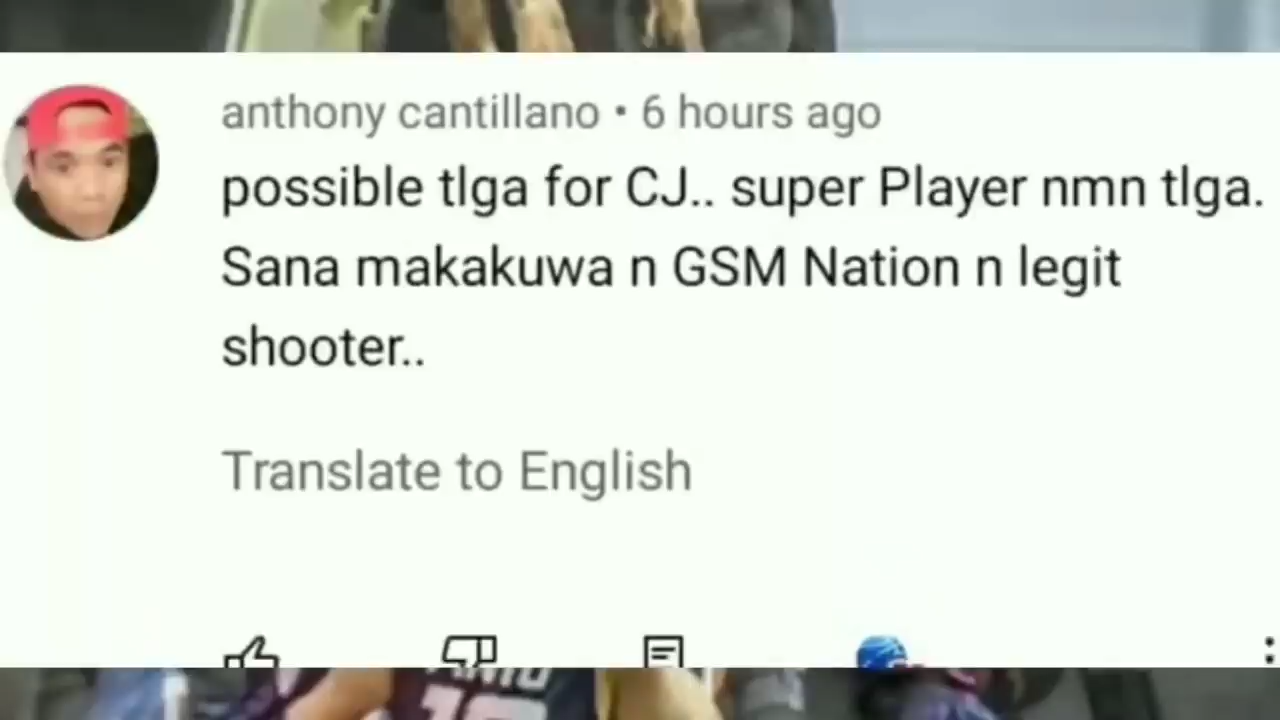 anthony cantillano • 6 hours ago
possible tlga for CJ.. super Player nmn tlga.
Sana makakuwa n GSM Nation n legit
shooter..
Translate to English